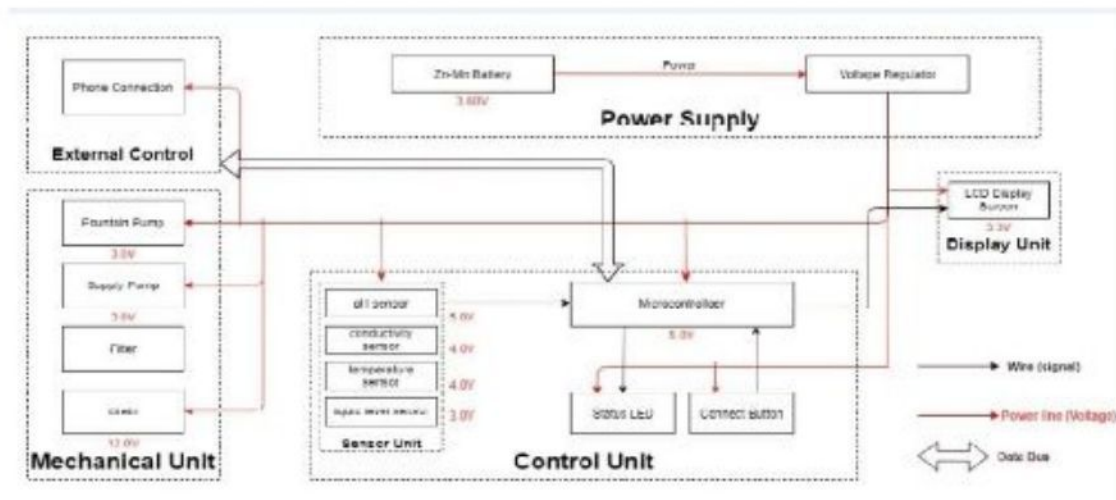 Phone Connection
External Control
Zn-Mn Battery
3.60V
Power
Voltage Regulator
Power Supply
LCD Display
Screen
3.3V
Display Unit
Fountain Pump
3.0V
Supply Pump
3.0V
Filter
12.0V
Mechanical Unit
pH sensor
5.0V
conductivity
sensor
4.0V
temperature
sensor
4.0V
3.0V
Sensor Unit
Microcontroller
5.0V
Status LED
Connect Button
Control Unit
Wire (signal)
Power line (Voltage)
Data Bus